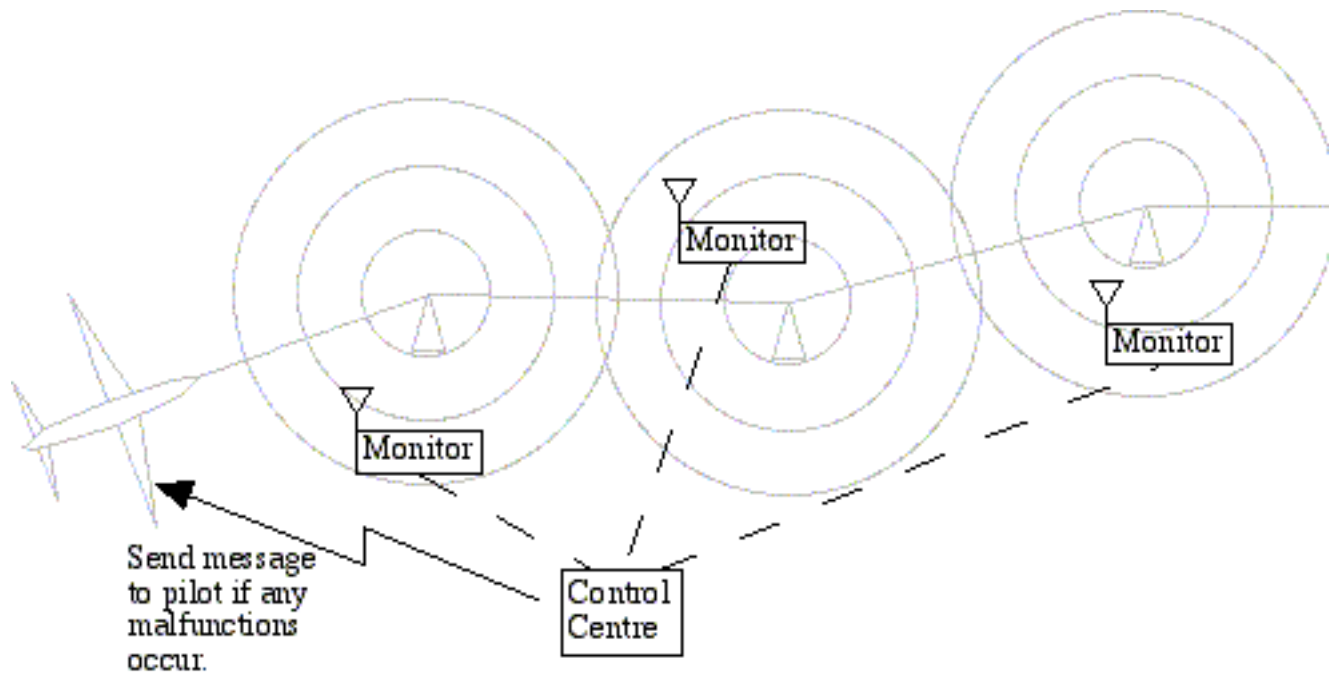 Monitor
Monitor
Monitor
Send message
to pilot if any
malfunctions
occur.
Control
Centre